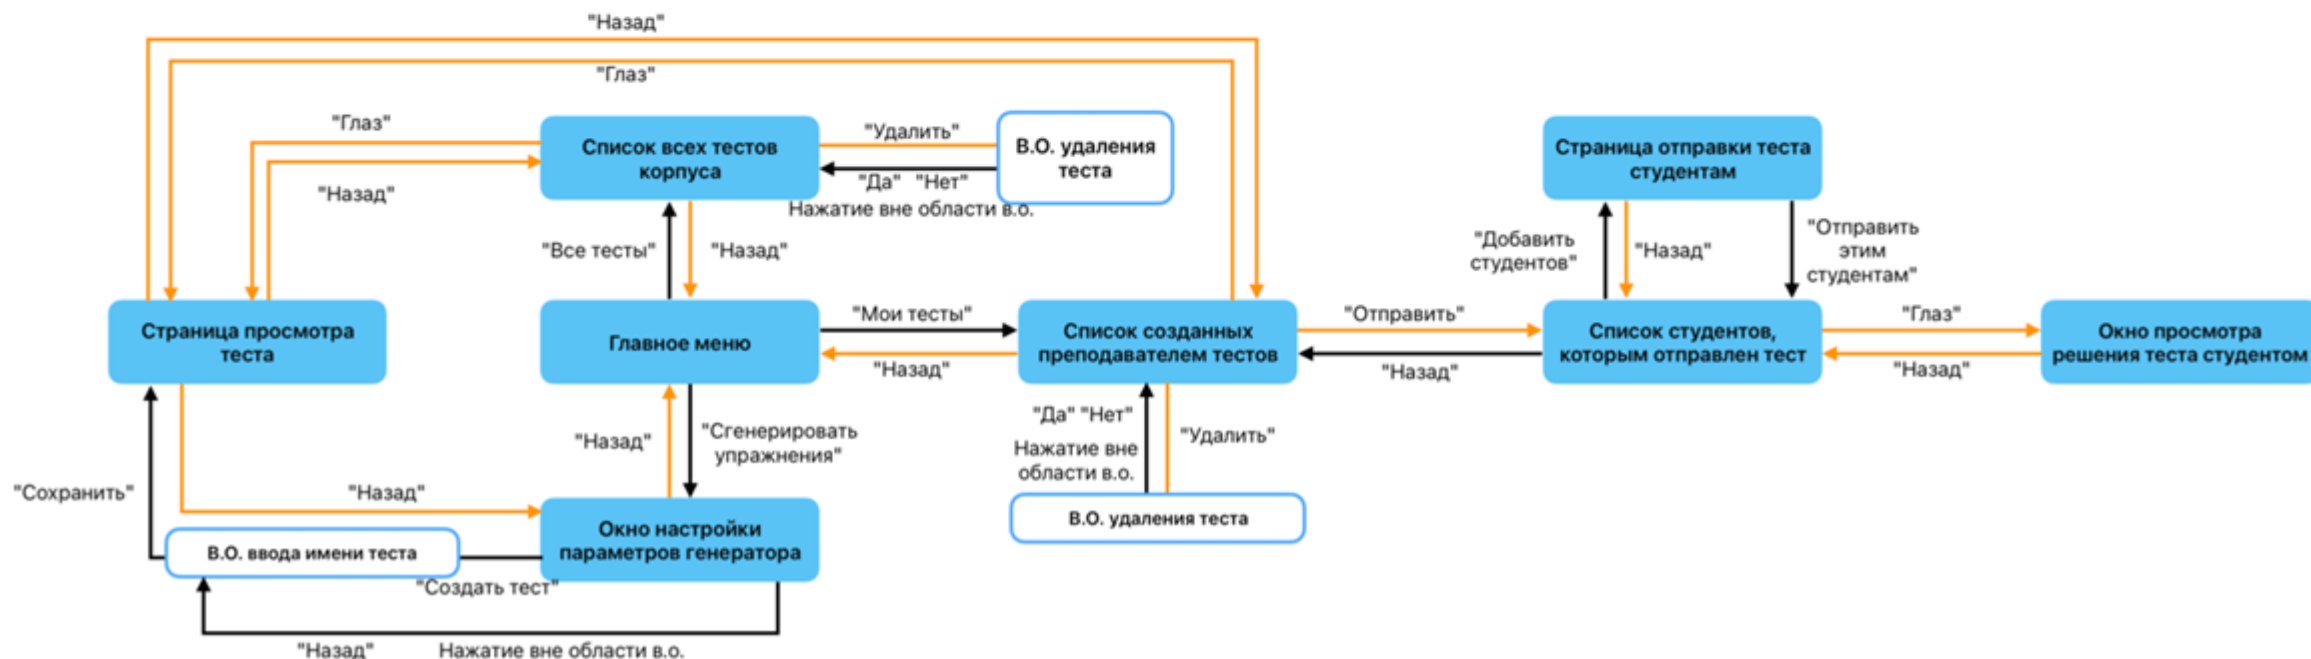 "Назад"
"Глаз"
"Глаз"
"Назад"
Список всех тестов
корпуса
"Удалить"
"Да" "Нет"
Нажатие вне области в.о.
В.О. удаления
теста
Страница отправки теста
студентам
"Все тесты"
"Назад"
"Добавить
студентов"
"Назад"
"Отправить
этим
студентам"
Страница просмотра
теста
Главное меню
"Мои тесты"
"Назад"
Список созданных
преподавателем тестов
"Отправить"
"Назад"
Список студентов,
которым отправлен тест
"Глаз"
"Назад"
Окно просмотра
решения теста студентом
"Назад"
"Сгенерировать
упражнения"
"Да" "Нет"
Нажатие вне
области в.о.
"Удалить"
"Сохранить"
"Назад"
В.О. ввода имени теста
Окно настройки
параметров генератора
В.О. удаления теста
"Создать тест"
"Назад"
Нажатие вне области в.о.